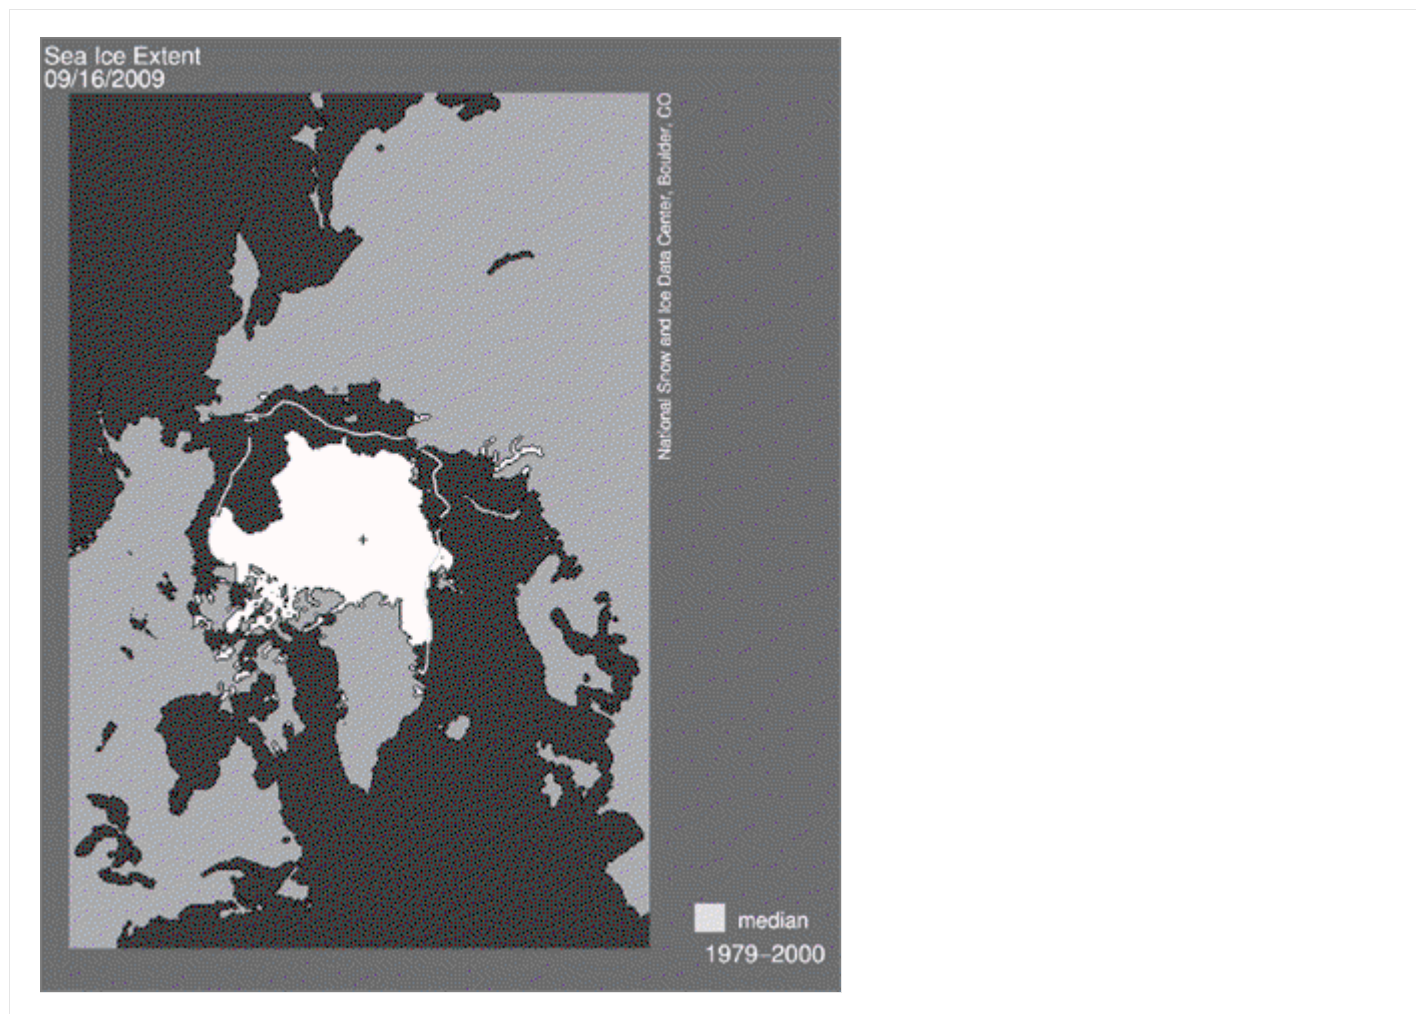 Sea Ice Extent
09/16/2009
National Snow and Ice Data Center, Boulder, CO
median
1979–2000